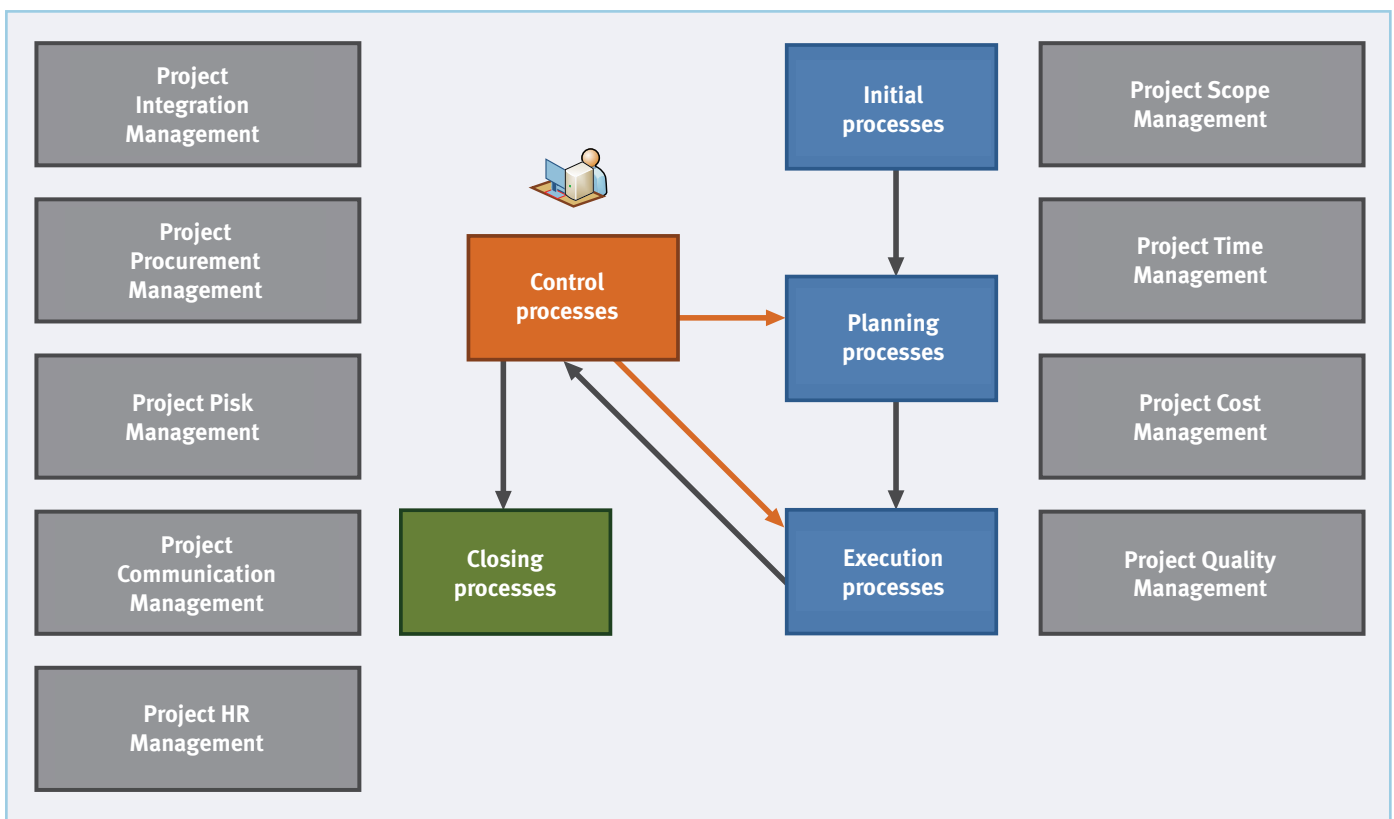 Project
Integration
Management
Project
Procurement
Management
Project Pisk
Management
Project
Communication
Management
Project HR
Management
Control
processes
Closing
processes
Initial
processes
Planning
processes
Execution
processes
Project Scope
Management
Project Time
Management
Project Cost
Management
Project Quality
Management